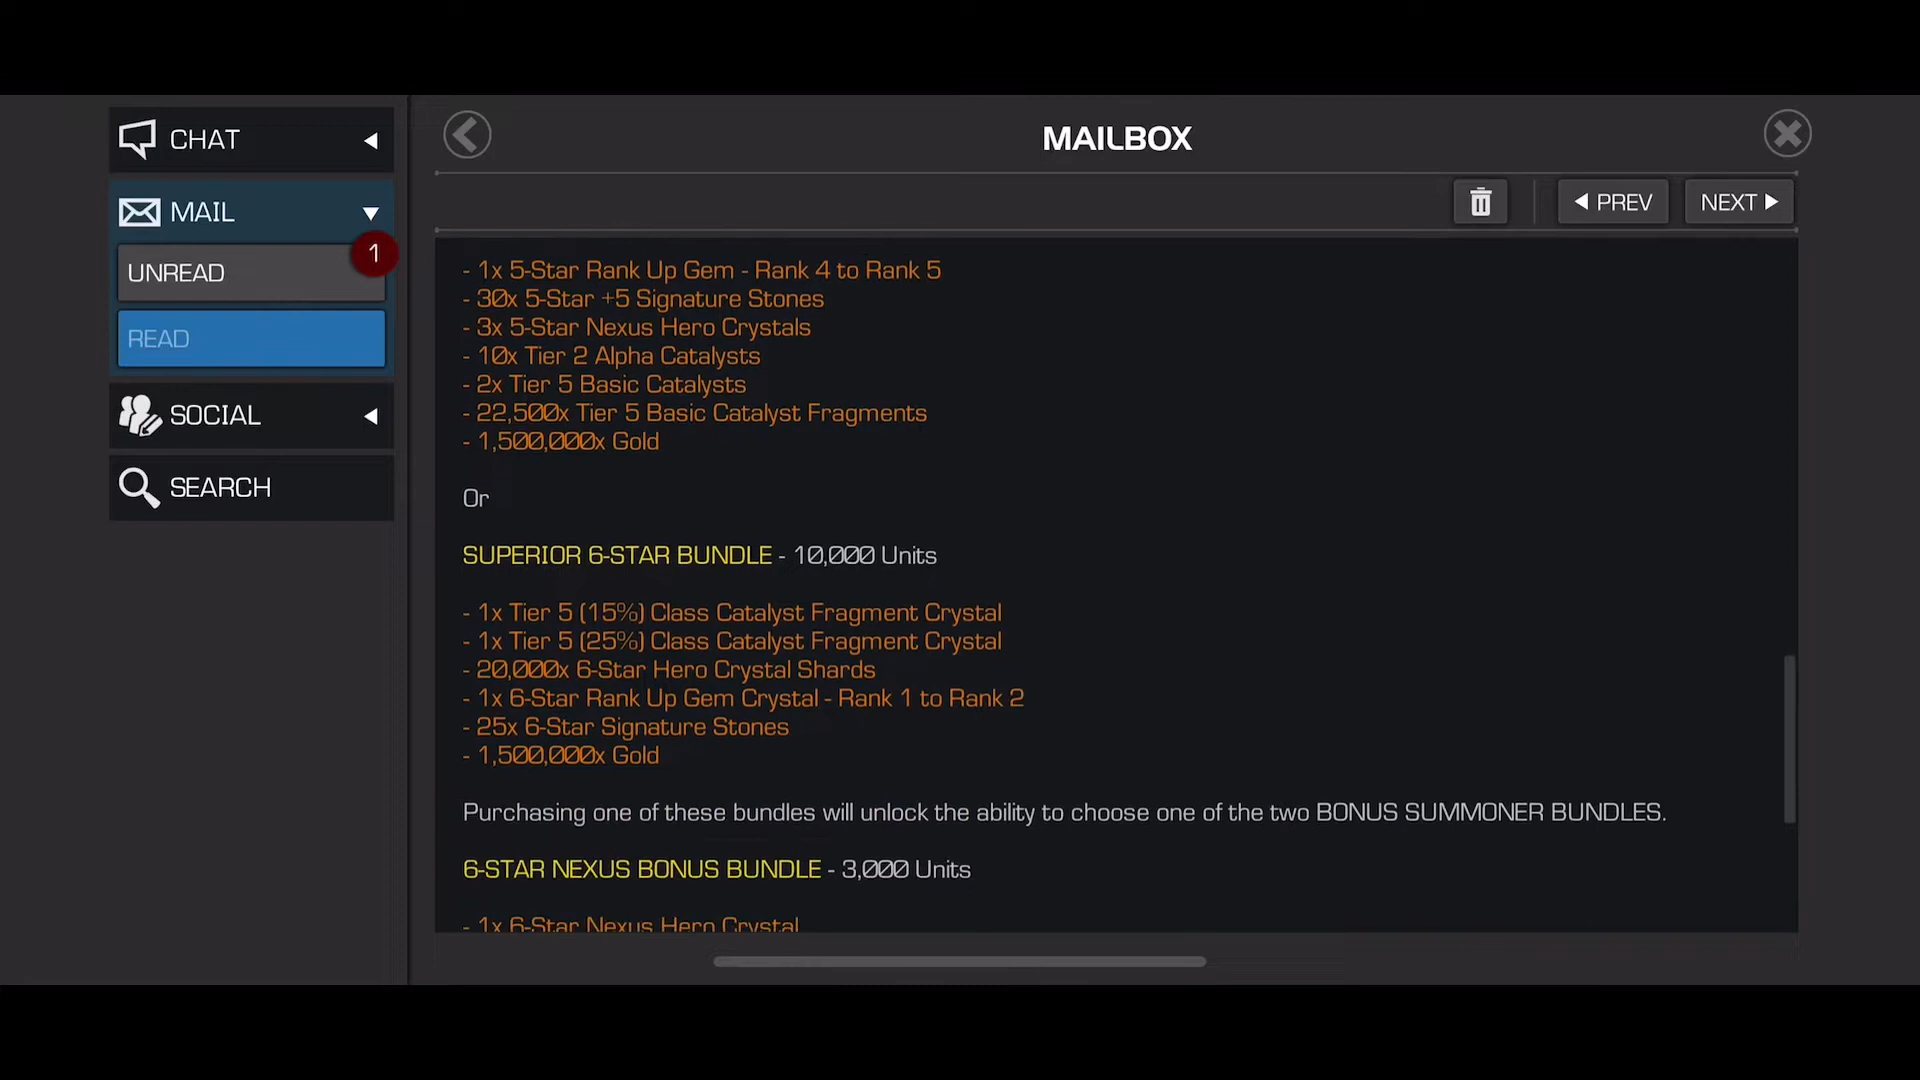 CHAT
MAIL
1
UNREAD
READ
SOCIAL
SEARCH
MAILBOX
PREV
NEXT
- 1x 5-Star Rank Up Gem - Rank 4 to Rank 5
- 30x 5-Star +5 Signature Stones
- 3x 5-Star Nexus Hero Crystals
- 10x Tier 2 Alpha Catalysts
- 2x Tier 5 Basic Catalysts
- 22,500x Tier 5 Basic Catalyst Fragments
- 1,500,000x Gold
Or
SUPERIOR 6-STAR BUNDLE - 10,000 Units
- 1x Tier 5 (15%) Class Catalyst Fragment Crystal
- 1x Tier 5 (25%) Class Catalyst Fragment Crystal
- 20,000x 6-Star Hero Crystal Shards
- 1x 6-Star Rank Up Gem Crystal - Rank 1 to Rank 2
- 25x 6-Star Signature Stones
- 1,500,000x Gold
Purchasing one of these bundles will unlock the ability to choose one of the two BONUS SUMMONER BUNDLES.
6-STAR NEXUS BONUS BUNDLE - 3,000 Units
- 1x 6-Star Nexus Hero Crystal